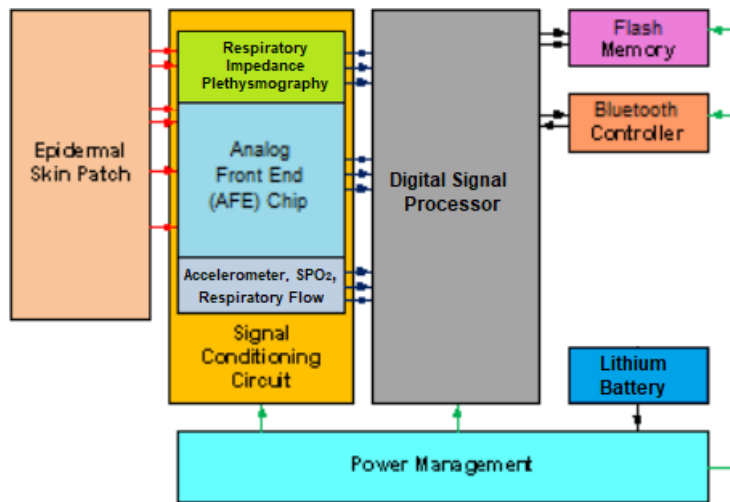 Epidermal
Skin Patch
Respiratory
Impedance
Plethysmography
Analog
Front End
(AFE) Chip
Accelerometer, SPO₂,
Respiratory Flow
Signal
Conditioning
Circuit
Digital Signal
Processor
Flash
Memory
Bluetooth
Controller
Lithium
Battery
Power Management